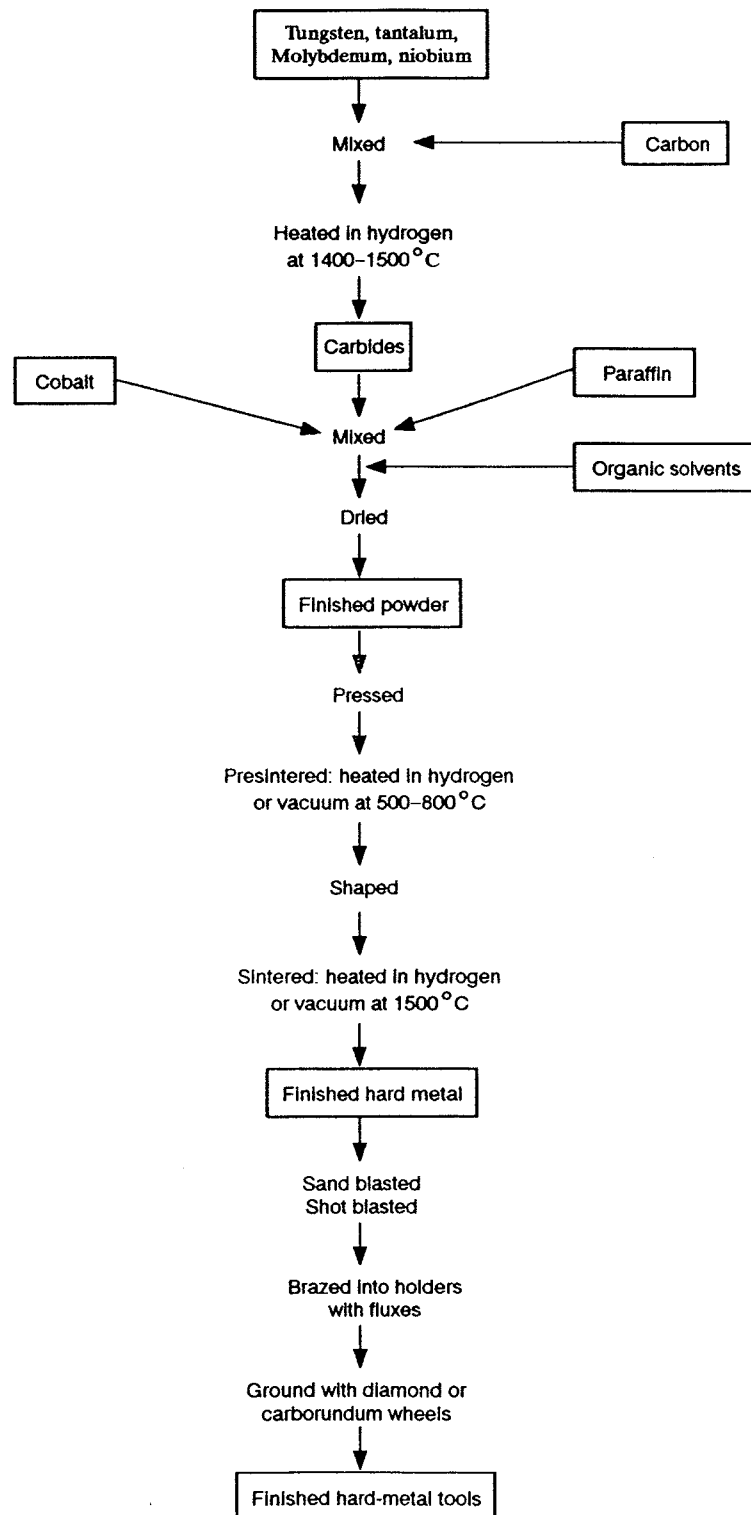 Tungsten, tantalum,
Molybdenum, niobium
Mixed
Carbon
Heated in hydrogen
at 1400–1500°C
Carbides
Cobalt
Paraffin
Mixed
Organic solvents
Dried
Finished powder
Pressed
Presintered: heated in hydrogen
or vacuum at 500–800°C
Shaped
Sintered: heated in hydrogen
or vacuum at 1500°C
Finished hard metal
Sand blasted
Shot blasted
Brazed into holders
with fluxes
Ground with diamond or
carborundum wheels
Finished hard-metal tools